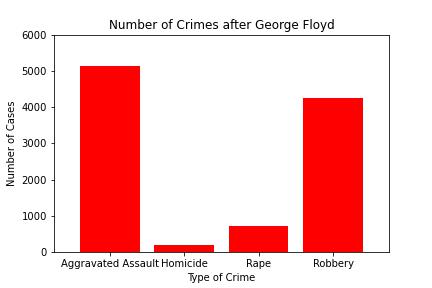 Number of Crimes after George Floyd
6000
5000
4000
3000
2000
1000
0
Number of Cases
Aggravated Assault Homicide Rape Robbery
Type of Crime